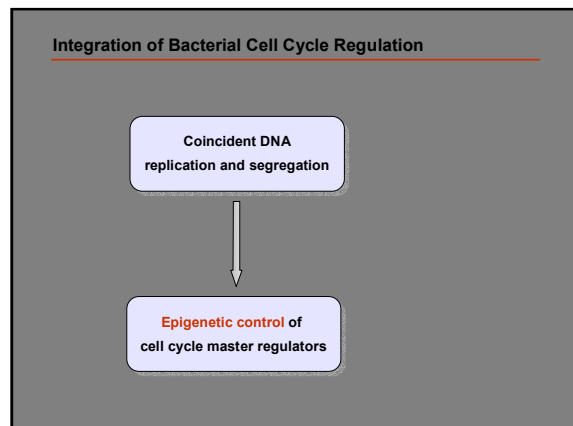 Integration of Bacterial Cell Cycle Regulation
Coincident DNA
replication and segregation
Epigenetic control of
cell cycle master regulators